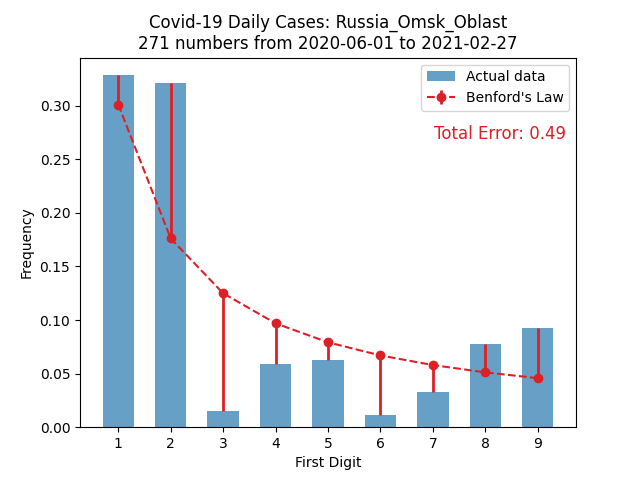 Covid-19 Daily Cases: Russia_Omsk_Oblast
271 numbers from 2020-06-01 to 2021-02-27
Actual data
Benford's Law
Total Error: 0.49
Frequency
0.30
0.25
0.20
0.15
0.10
0.05
0.00
1 2 3 4 5 6 7 8 9
First Digit